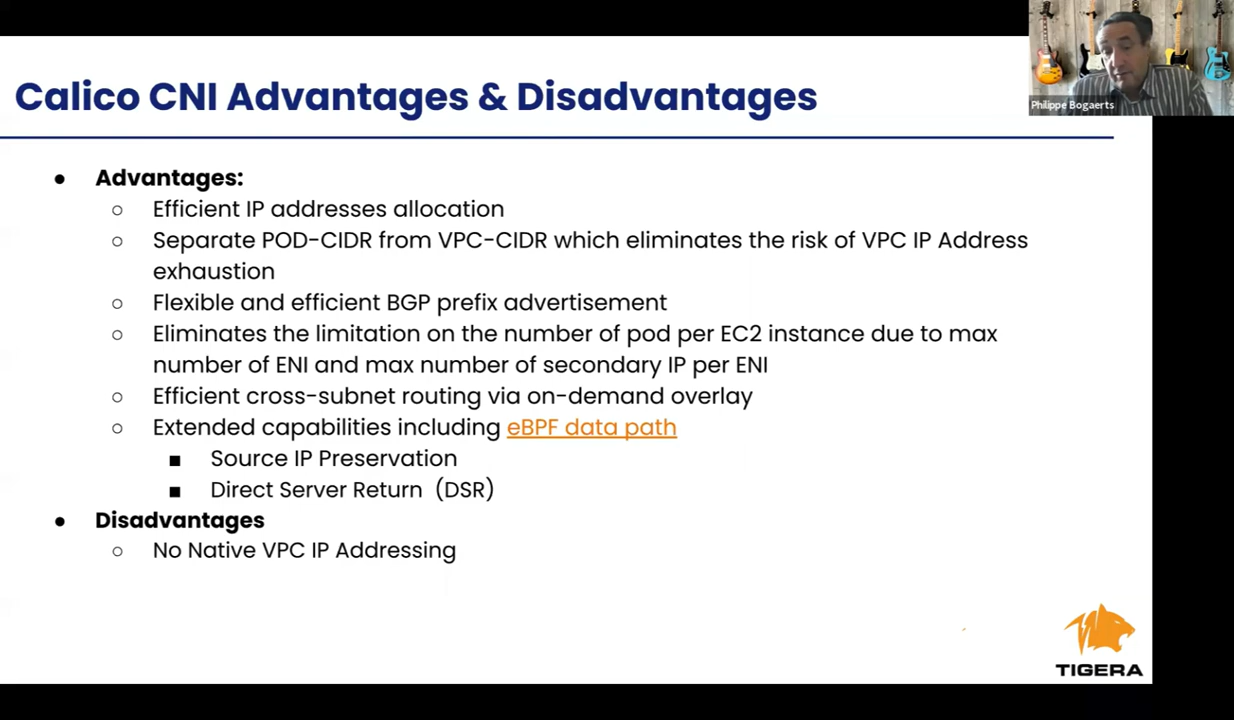 Philippe Bogaerts
Calico CNI Advantages & Disadvantages
● Advantages:
○ Efficient IP addresses allocation
○ Separate POD-CIDR from VPC-CIDR which eliminates the risk of VPC IP Address
exhaustion
○ Flexible and efficient BGP prefix advertisement
○ Eliminates the limitation on the number of pod per EC2 instance due to max
number of ENI and max number of secondary IP per ENI
○ Efficient cross-subnet routing via on-demand overlay
○ Extended capabilities including eBPF data path
■ Source IP Preservation
■ Direct Server Return (DSR)
● Disadvantages
○ No Native VPC IP Addressing
TIGERA